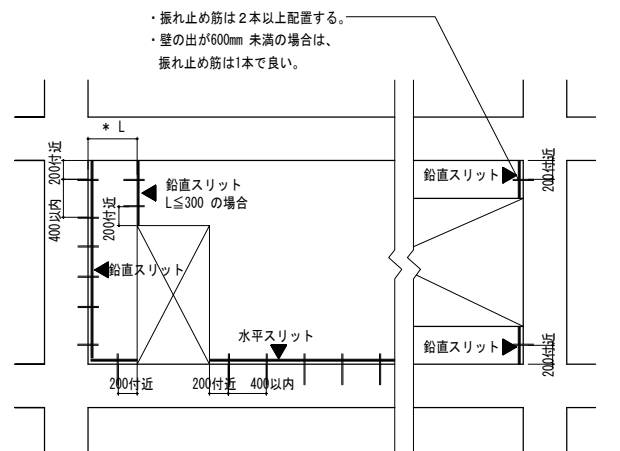 ・振れ止め筋は２本以上配置する。
・壁の出が600mm 未満の場合は、
振れ止め筋は1本で良い。
* L
200付近
400以内
200付近
鉛直スリット
L≦300 の場合
鉛直スリット
水平スリット
200付近
200付近
400以内
鉛直スリット
200付近
鉛直スリット
200付近